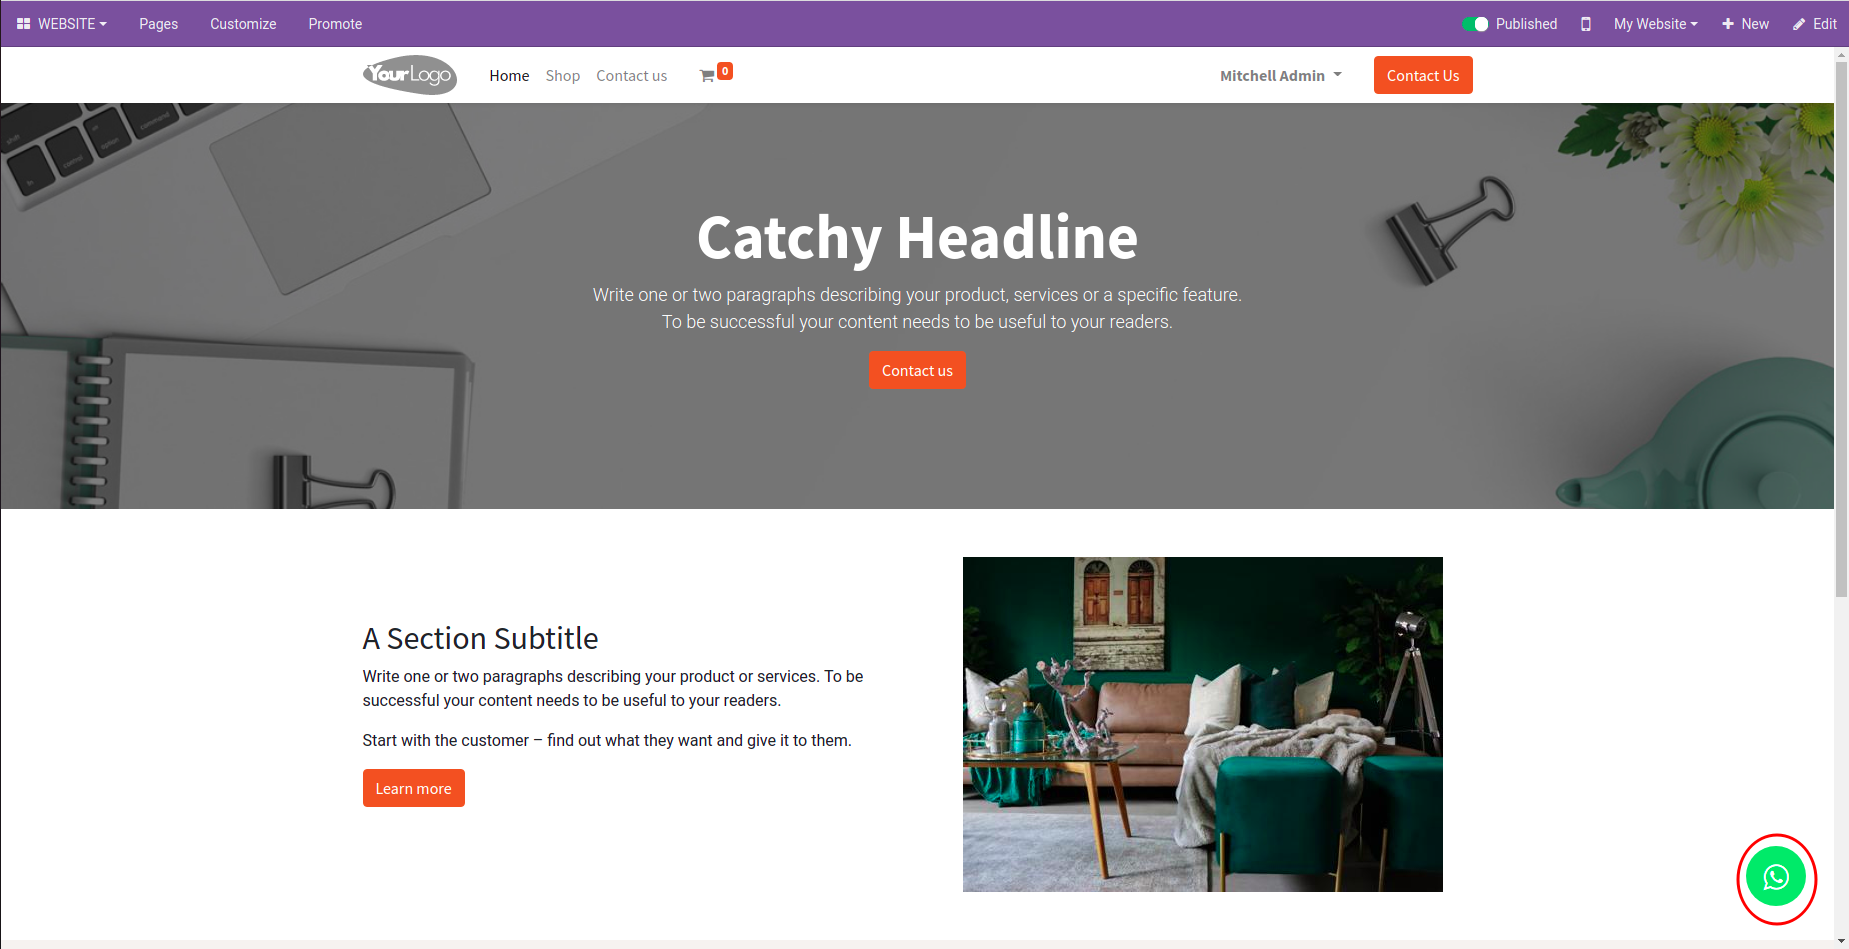 WEBSITE Pages Customize Promote Published My Website New Edit
YourLogo Home Shop Contact us 0 Mitchell Admin Contact Us
Catchy Headline
Write one or two paragraphs describing your product, services or a specific feature.
To be successful your content needs to be useful to your readers.
Contact us
A Section Subtitle
Write one or two paragraphs describing your product or services. To be
successful your content needs to be useful to your readers.
Start with the customer – find out what they want and give it to them.
Learn more